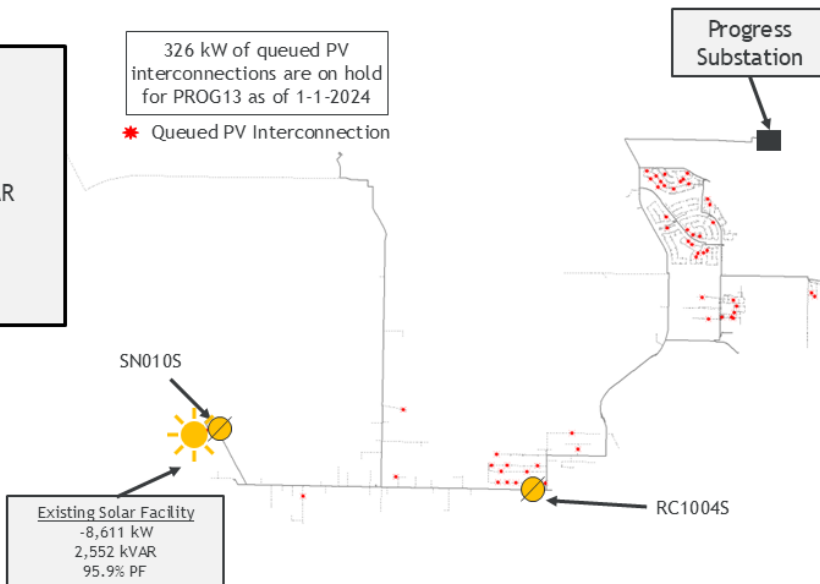 Progress
Substation
326 kW of queued PV
interconnections are on hold
for PROG13 as of 1-1-2024
Queued PV Interconnection
AR
SN010S
RC1004S
Existing Solar Facility
-8,611 kW
2,552 kVAR
95.9% PF